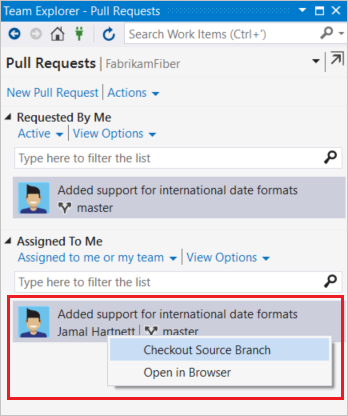 Team Explorer - Pull Requests
Search Work Items (Ctrl+')
Pull Requests | FabrikamFiber
New Pull Request | Actions
Requested By Me
Active | View Options
Type here to filter the list
Added support for international date formats
master
Assigned To Me
Assigned to me or my team | View Options
Type here to filter the list
Added support for international date formats
Jamal Hartnett | master
Checkout Source Branch
Open in Browser